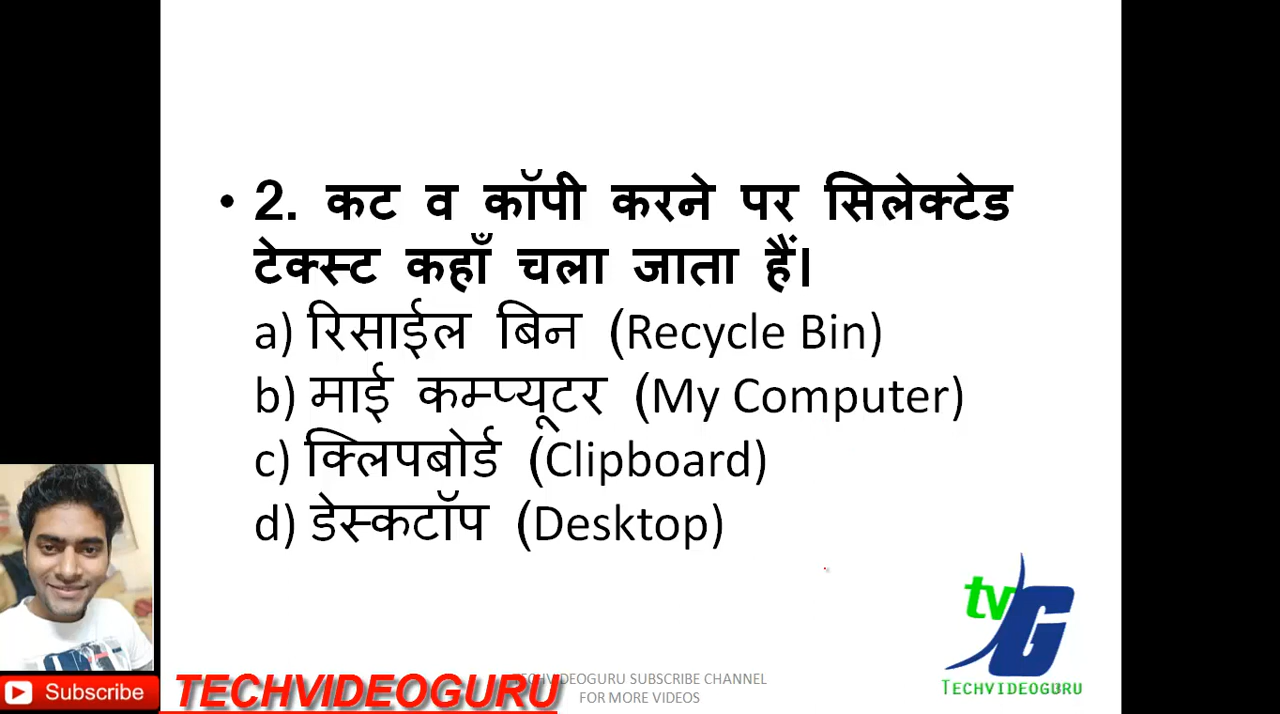 • 2. कट व कॉपी करने पर सिलेक्टेड
टेक्स्ट कहाँ चला जाता हैं।
a) रिसाईल बिन (Recycle Bin)
b) माई कम्प्यूटर (My Computer)
c) क्लिपबोर्ड (Clipboard)
d) डेस्कटॉप (Desktop)
tvG
TECHVIDEOGURU
Subscribe
TECHVIDEOGURU
TECHVIDEOGURU SUBSCRIBE CHANNEL
FOR MORE VIDEOS